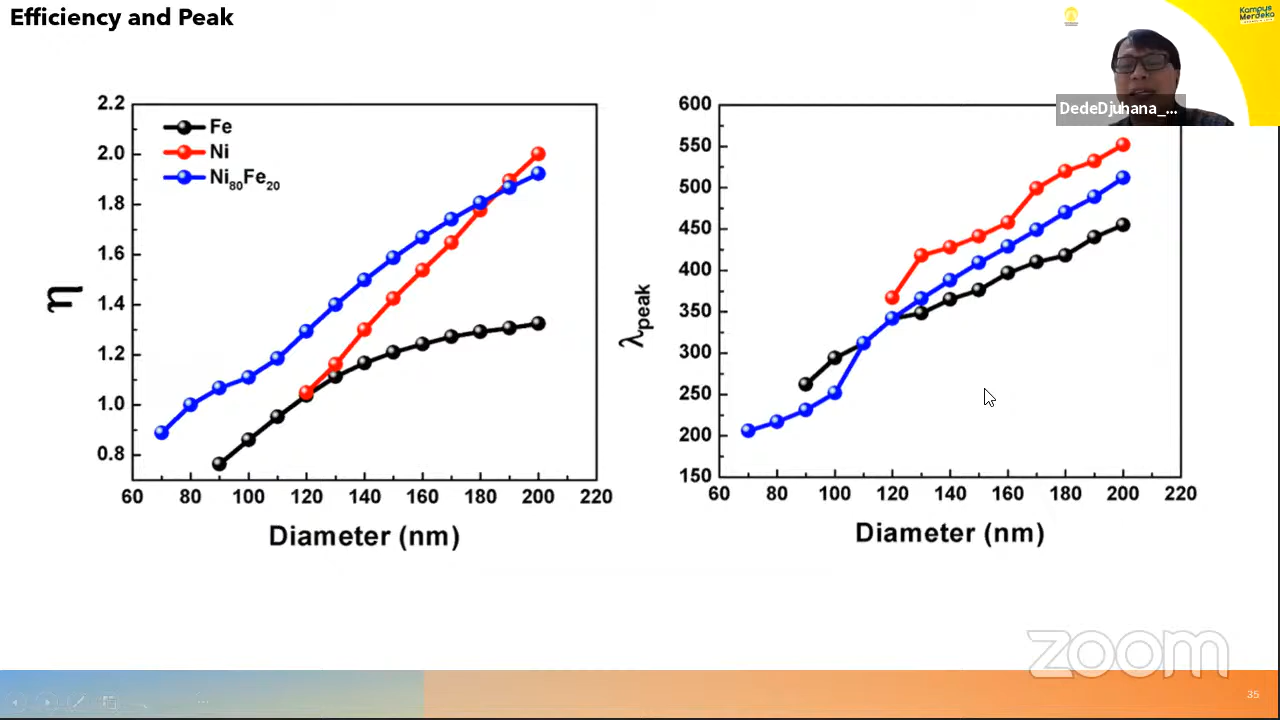 Efficiency and Peak
Kampus
Merdeka
DedeDjuhana_...
Fe
Ni
Ni80Fe20
η
2.2
2.0
1.8
1.6
1.4
1.2
1.0
0.8
60 80 100 120 140 160 180 200 220
Diameter (nm)
λpeak
600
550
500
450
400
350
300
250
200
150
60 80 100 120 140 160 180 200 220
Diameter (nm)
zoom
35